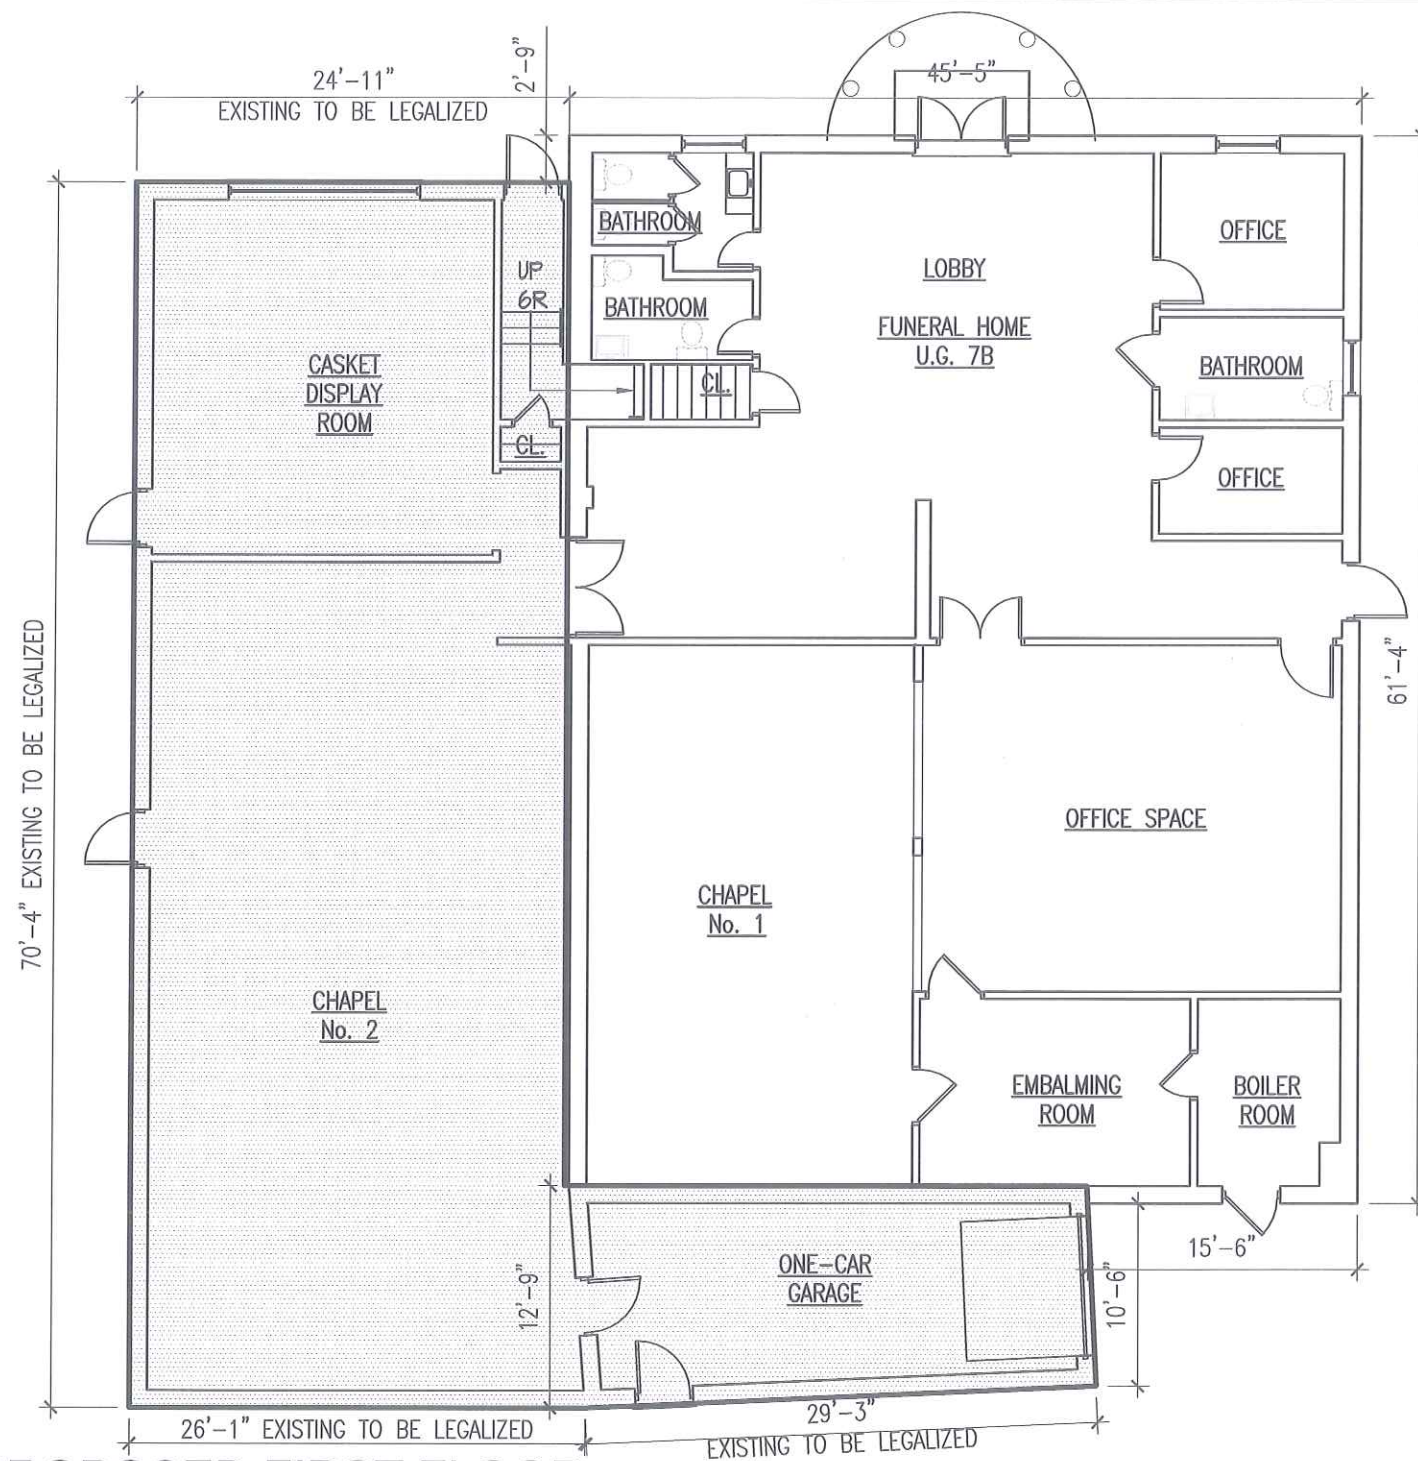 2'-9"
24'-11"
45'-5"
EXISTING TO BE LEGALIZED
BATHROOM
OFFICE
UP
6R
LOBBY
BATHROOM
FUNERAL HOME
U.G. 7B
CASKET
DISPLAY
ROOM
CL.
BATHROOM
CL.
OFFICE
70'-4" EXISTING TO BE LEGALIZED
61'-4"
OFFICE SPACE
CHAPEL
No. 1
CHAPEL
No. 2
EMBALMING
ROOM
BOILER
ROOM
15'-6"
12'-9"
ONE-CAR
GARAGE
10'-6"
26'-1" EXISTING TO BE LEGALIZED
29'-3"
EXISTING TO BE LEGALIZED